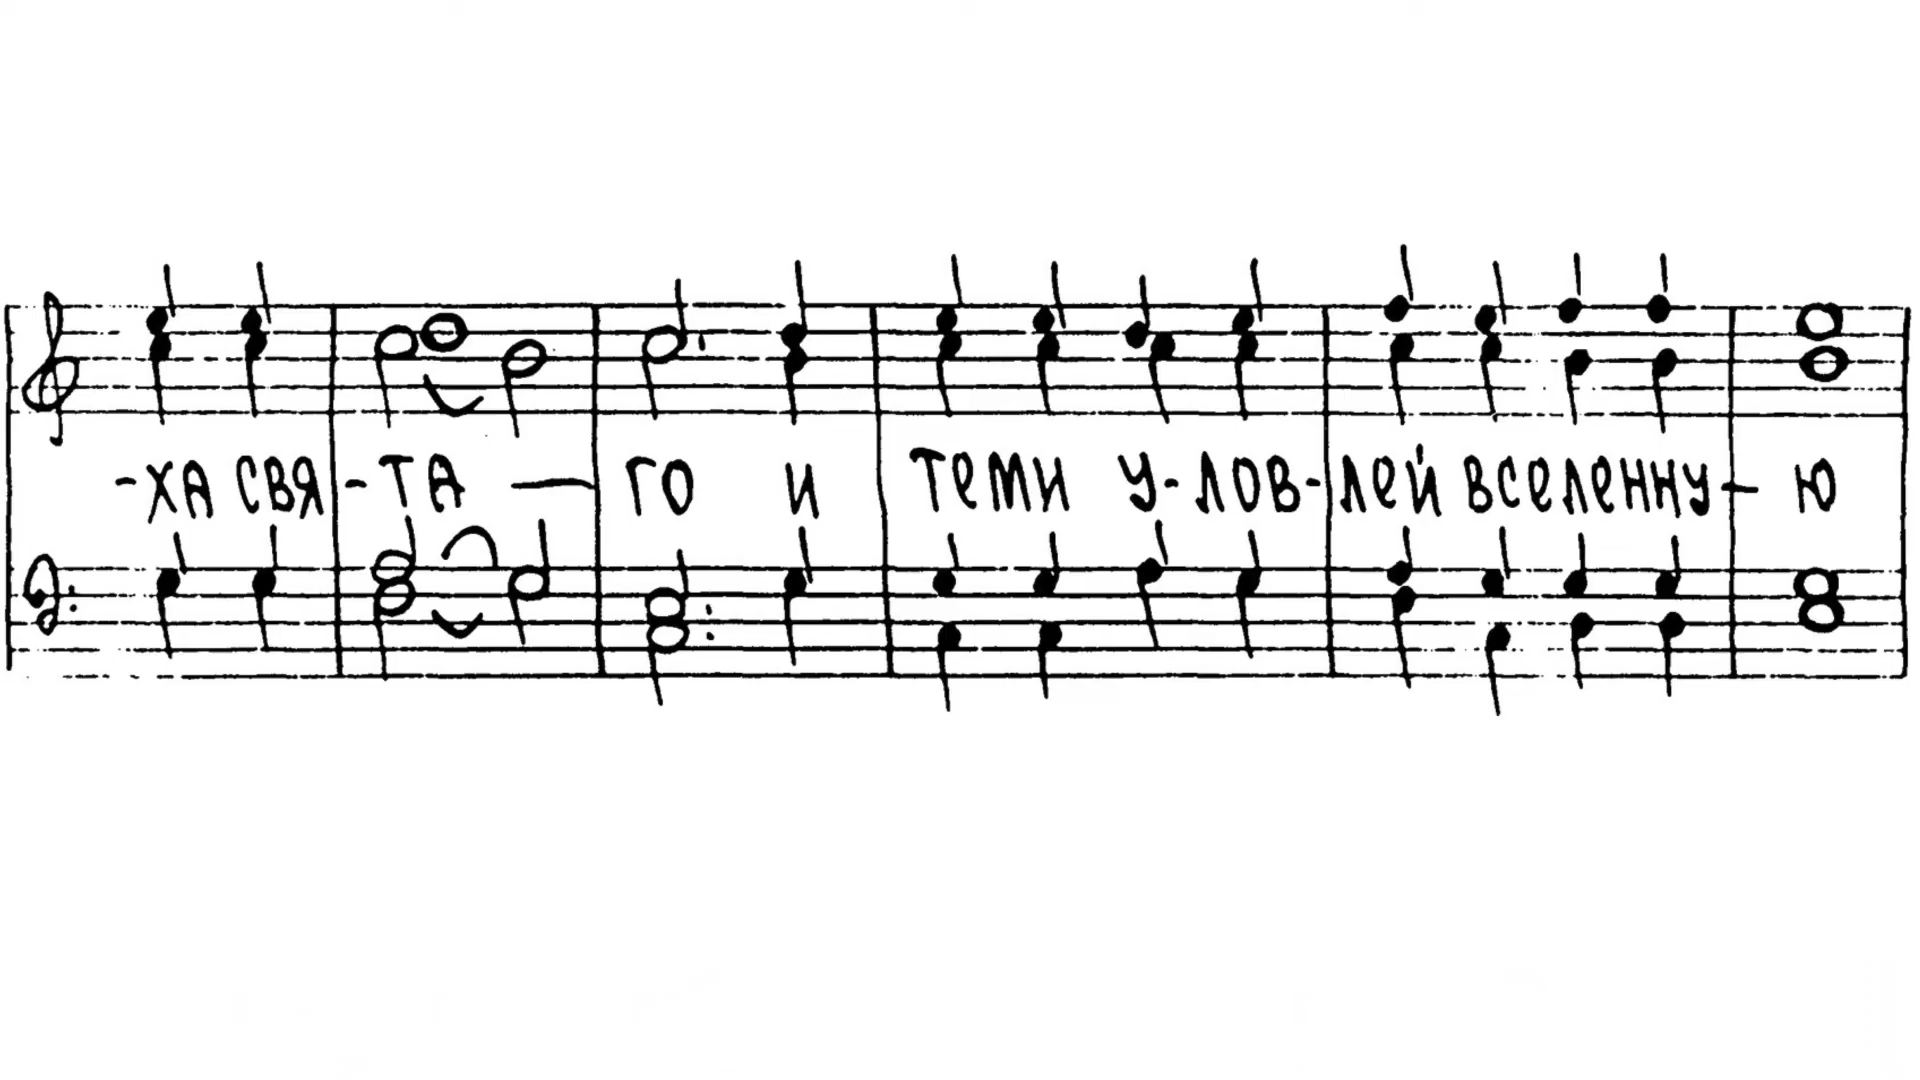 -ХА СВЯ-ТА — ГО И ТЕМИ У-ЛОВ-ЛЕЙ ВСЕЛЕННУ-Ю